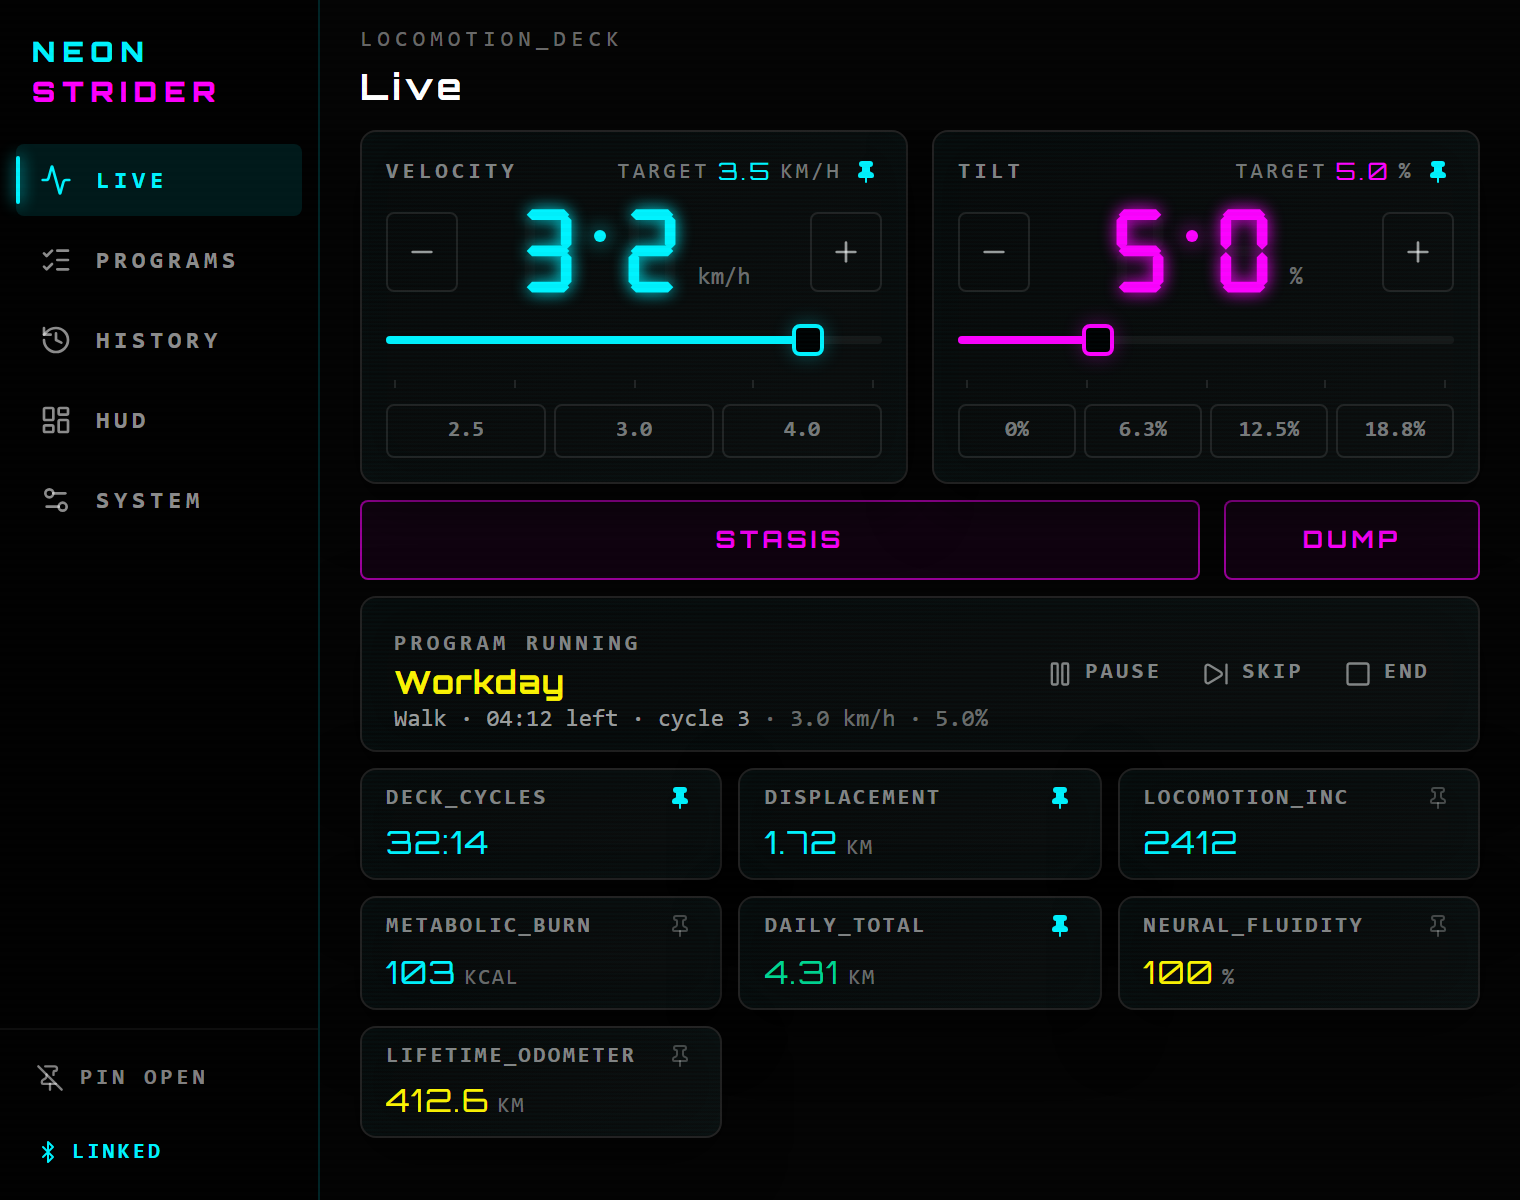 NEON
STRIDER
LIVE
PROGRAMS
HISTORY
HUD
SYSTEM
PIN OPEN
LINKED
LOCOMOTION_DECK
Live
VELOCITY TARGET 3.5 KM/H
3.2 km/h
2.5 3.0 4.0
TILT TARGET 5.0 %
5.0 %
0% 6.3% 12.5% 18.8%
STASIS DUMP
PROGRAM RUNNING
Workday
Walk · 04:12 left · cycle 3 · 3.0 km/h · 5.0%
PAUSE SKIP END
DECK_CYCLES
32:14
DISPLACEMENT
1.72 KM
LOCOMOTION_INC
2412
METABOLIC_BURN
103 KCAL
DAILY_TOTAL
4.31 KM
NEURAL_FLUIDITY
100 %
LIFETIME_ODOMETER
412.6 KM